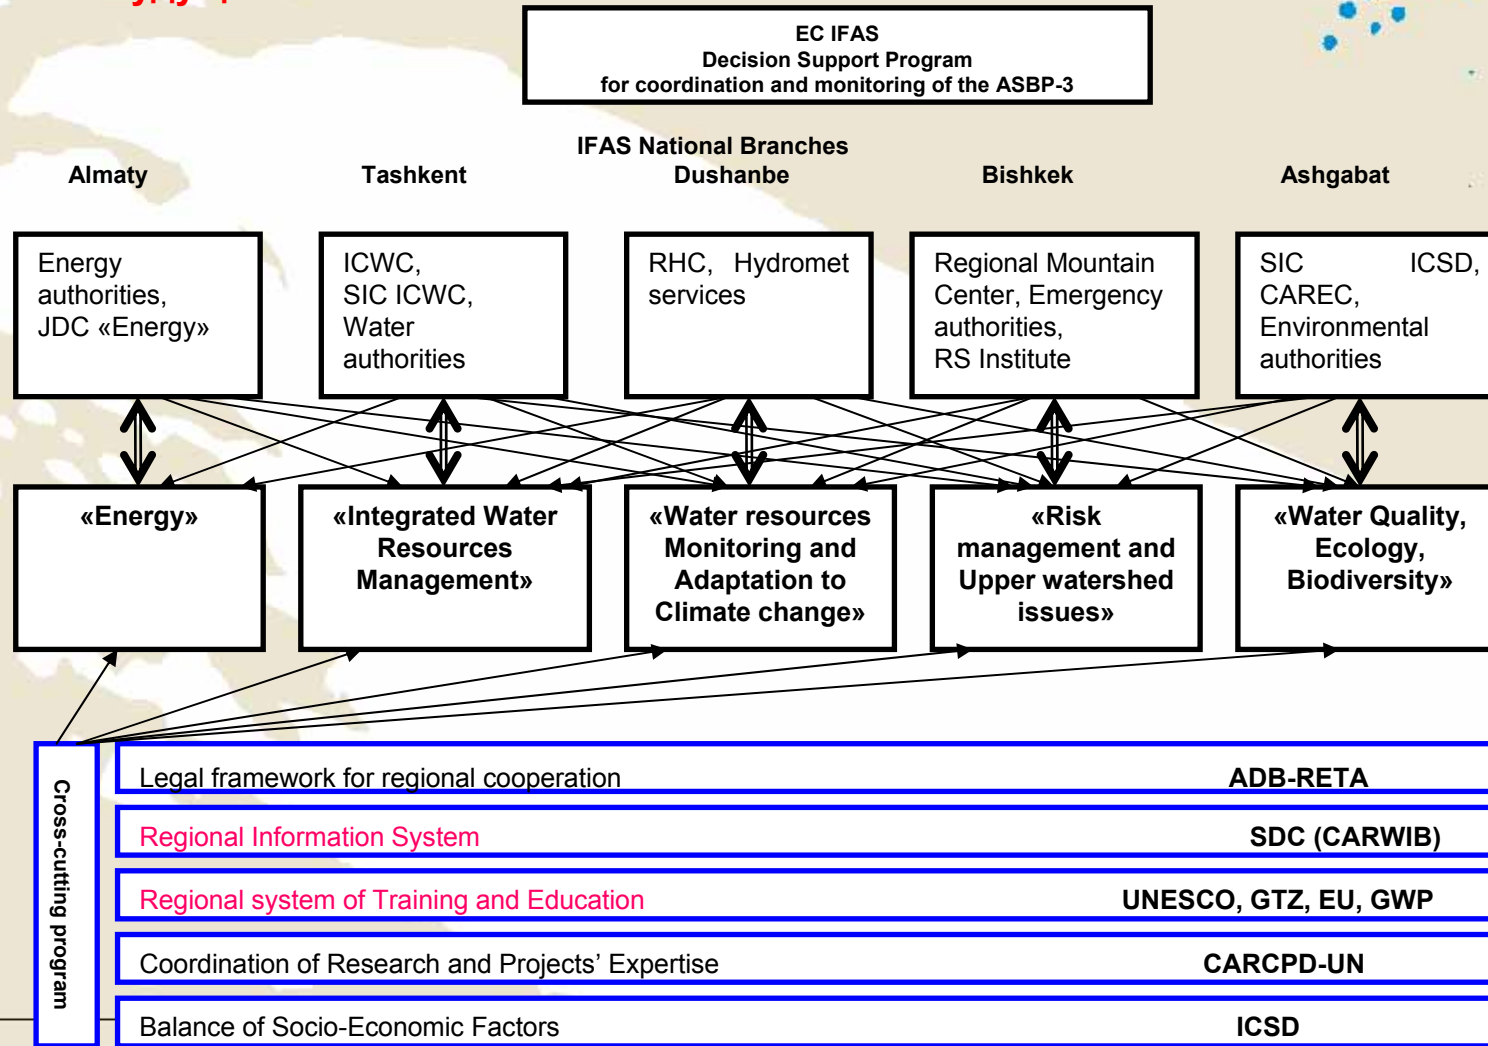 EC IFAS
Decision Support Program
for coordination and monitoring of the ASBP-3
IFAS National Branches
Almaty
Tashkent
Dushanbe
Bishkek
Ashgabat
Energy
authorities,
JDC «Energy»
ICWC,
SIC ICWC,
Water
authorities
RHC, Hydromet
services
Regional Mountain
Center, Emergency
authorities,
RS Institute
SIC ICSD,
CAREC,
Environmental
authorities
«Energy»
«Integrated Water
Resources
Management»
«Water resources
Monitoring and
Adaptation to
Climate change»
«Risk
management and
Upper watershed
issues»
«Water Quality,
Ecology,
Biodiversity»
Cross-cutting program
Legal framework for regional cooperation ADB-RETA
Regional Information System SDC (CARWIB)
Regional system of Training and Education UNESCO, GTZ, EU, GWP
Coordination of Research and Projects’ Expertise CARCPD-UN
Balance of Socio-Economic Factors ICSD